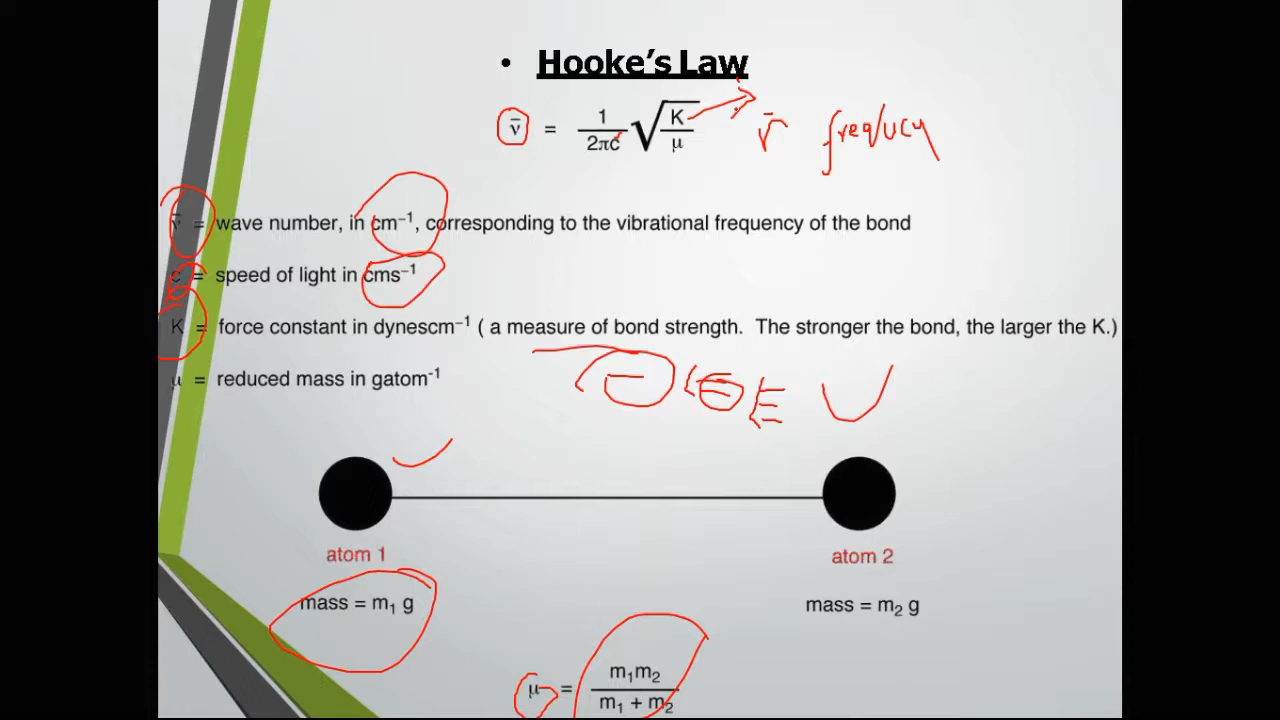 • Hooke's Law
ν̄ = 1/2πc √K/μ
ν̄ frequcy
ν̄ = wave number, in cm⁻¹, corresponding to the vibrational frequency of the bond
c = speed of light in cms⁻¹
K = force constant in dynescm⁻¹ ( a measure of bond strength. The stronger the bond, the larger the K.)
μ = reduced mass in gatom⁻¹
atom 1 atom 2
mass = m₁ g mass = m₂ g
μ = m₁m₂/m₁ + m₂